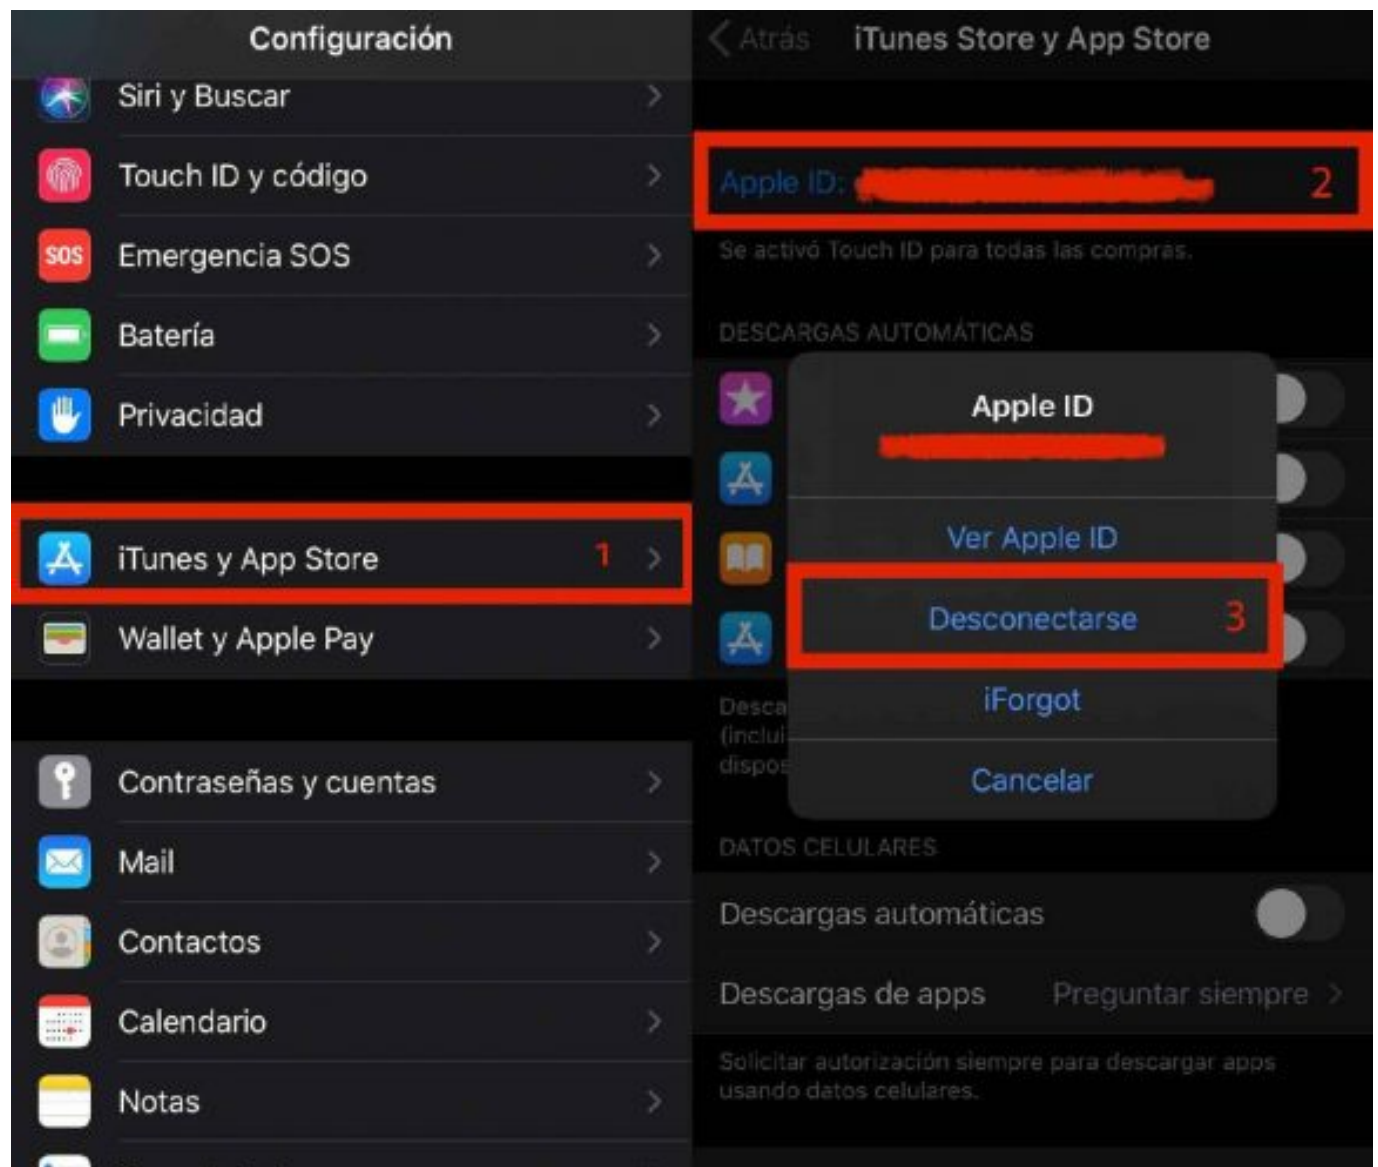 Configuración
Siri y Buscar
Touch ID y código
SOS
Emergencia SOS
Batería
Privacidad
iTunes y App Store 1
Wallet y Apple Pay
Contraseñas y cuentas
Mail
Contactos
Calendario
Notas
Atrás iTunes Store y App Store
Apple ID: 2
Se activó Touch ID para todas las compras.
DESCARGAS AUTOMÁTICAS
Apple ID
Ver Apple ID
Desconectarse 3
iForgot
Cancelar
Desca
(inclui
dispos
DATOS CELULARES
Descargas automáticas
Descargas de apps Preguntar siempre
Solicitar autorización siempre para descargar apps
usando datos celulares.